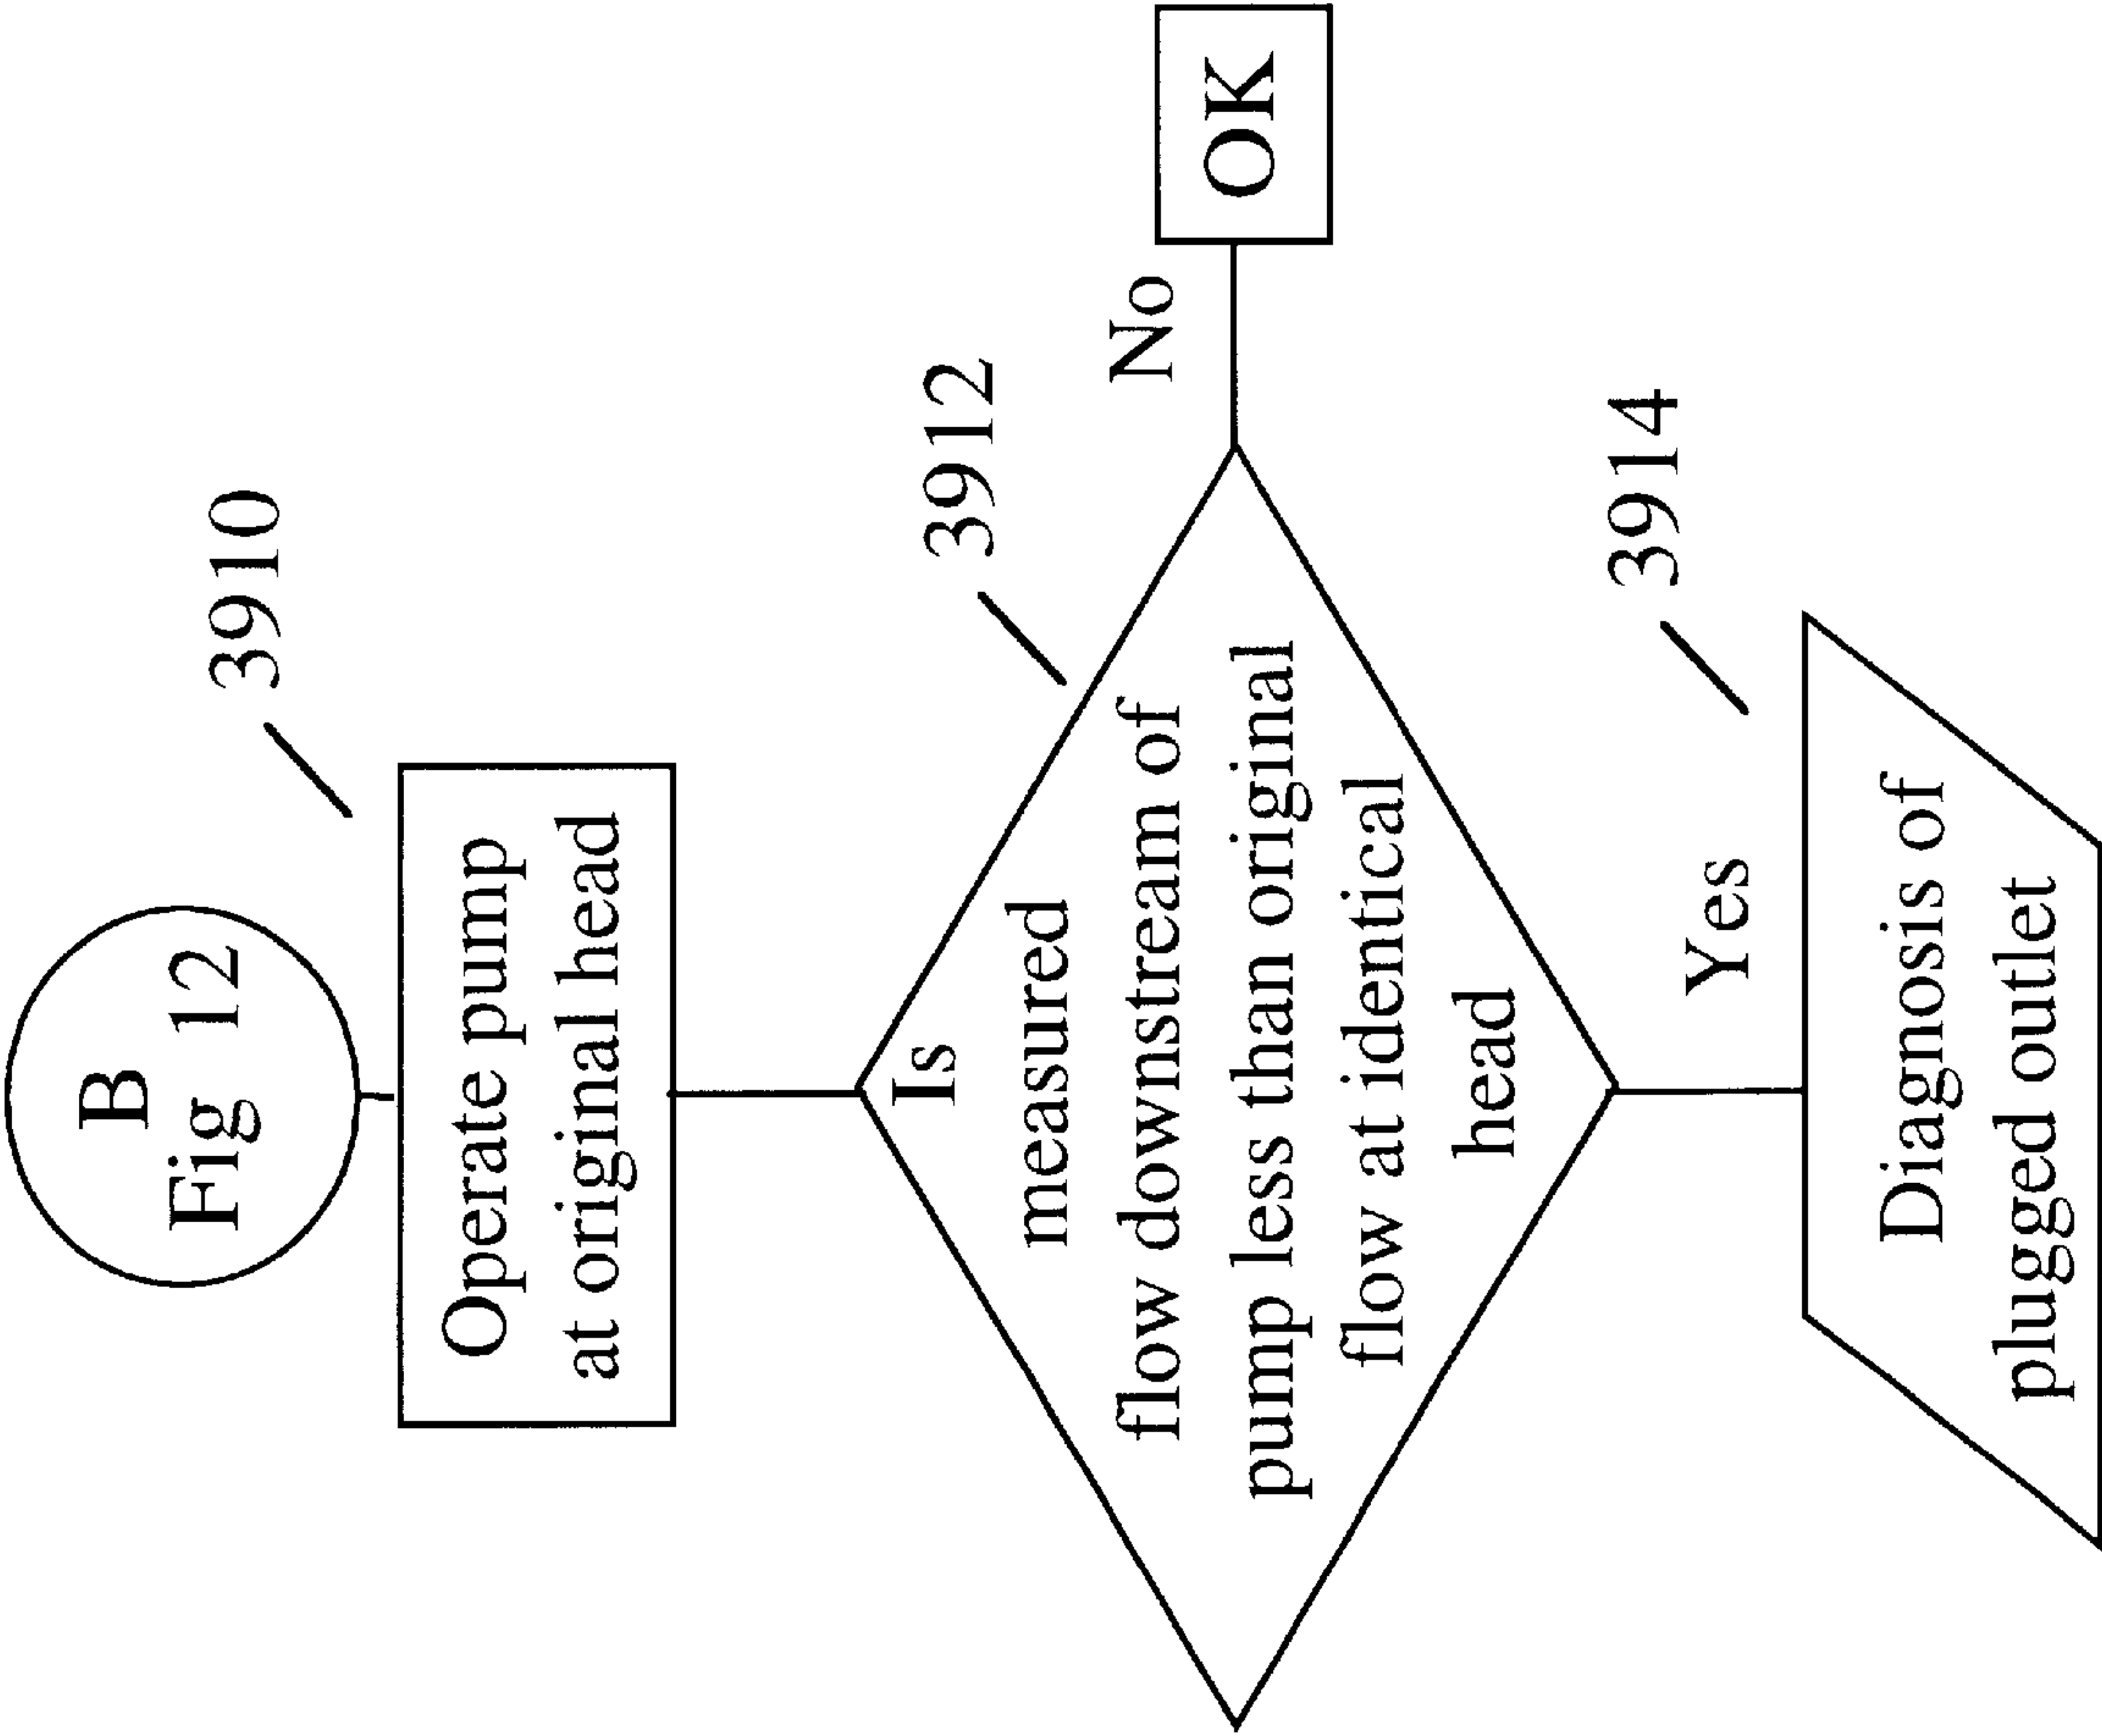 B
Fig 12
3910
Operate pump
at original head
3912
Is
measured
flow downstream of
pump less than original
flow at identical
head
No
OK
Yes
3914
Diagnosis of
plugged outlet